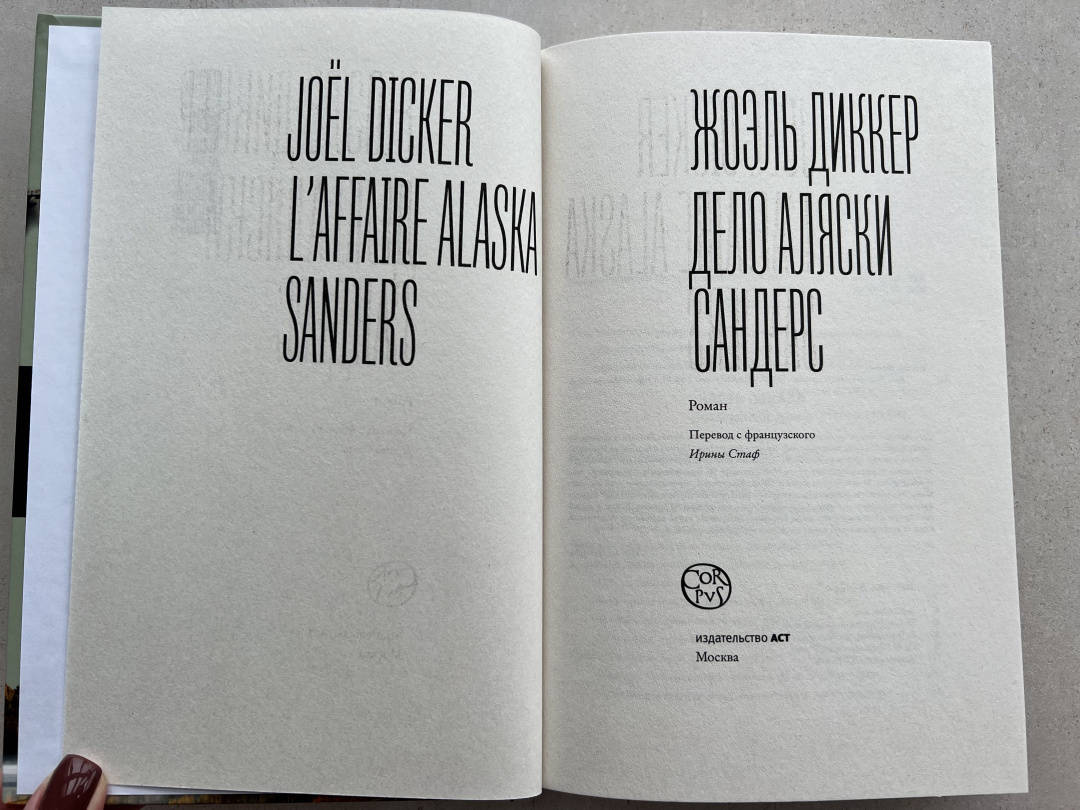 JOËL DICKER
L'AFFAIRE ALASKA
SANDERS
ЖОЭЛЬ ДИККЕР
ДЕЛО АЛЯСКИ
САНДЕРС
Роман
Перевод с французского
Ирины Стаф
COR
PVS
издательство АСТ
Москва